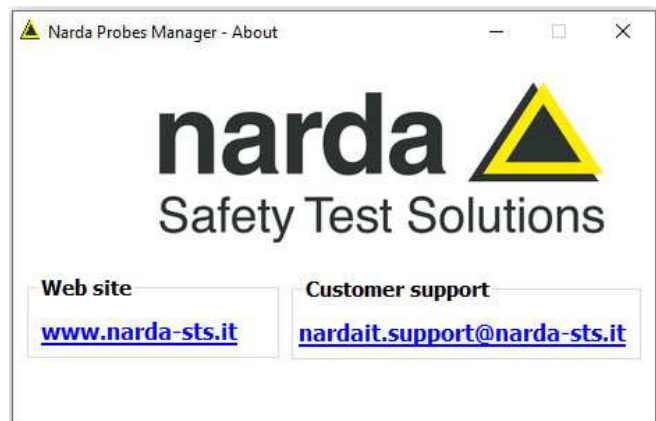 Narda Probes Manager - About
narda
Safety Test Solutions
Web site
www.narda-sts.it
Customer support
nardait.support@narda-sts.it